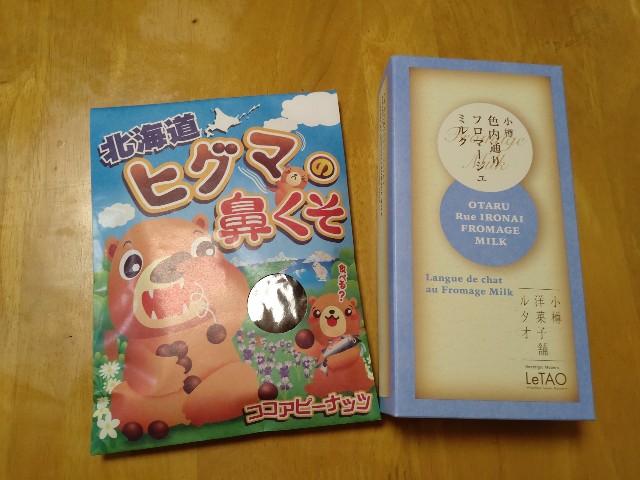 北海道
ヒグマの
鼻くそ
食べる？
ココアピーナッツ
小樽
色内通り
フロマージュ
ミルク
OTARU
Rue IRONAI
FROMAGE
MILK
Langue de chat
au Fromage Milk
小樽
洋菓子舗
ルタオ
LeTAO